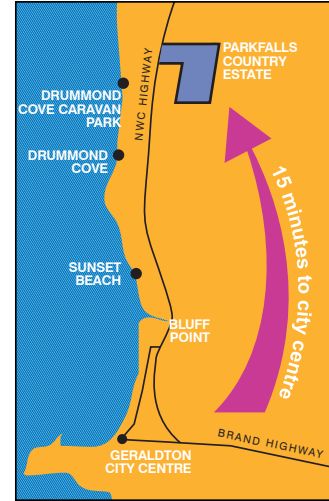 PARKFALLS
COUNTRY
ESTATE
NWC HIGHWAY
DRUMMOND
COVE CARAVAN
PARK
DRUMMOND
COVE
15 minutes to city centre
SUNSET
BEACH
BLUFF
POINT
BRAND HIGHWAY
GERALDTON
CITY CENTRE